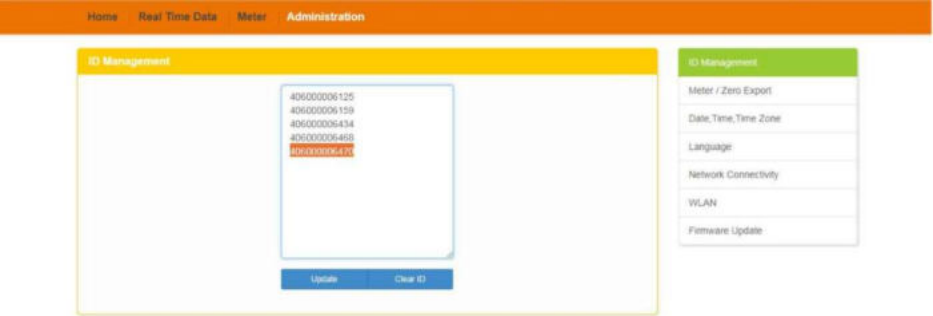 Home Real Time Data Meter Administration
ID Management
406000006125
406000006159
406000006434
406000006468
406000006470
Update Clear ID
ID Management
Meter / Zero Export
Date,Time,Time Zone
Language
Network Connectivity
WLAN
Firmware Update